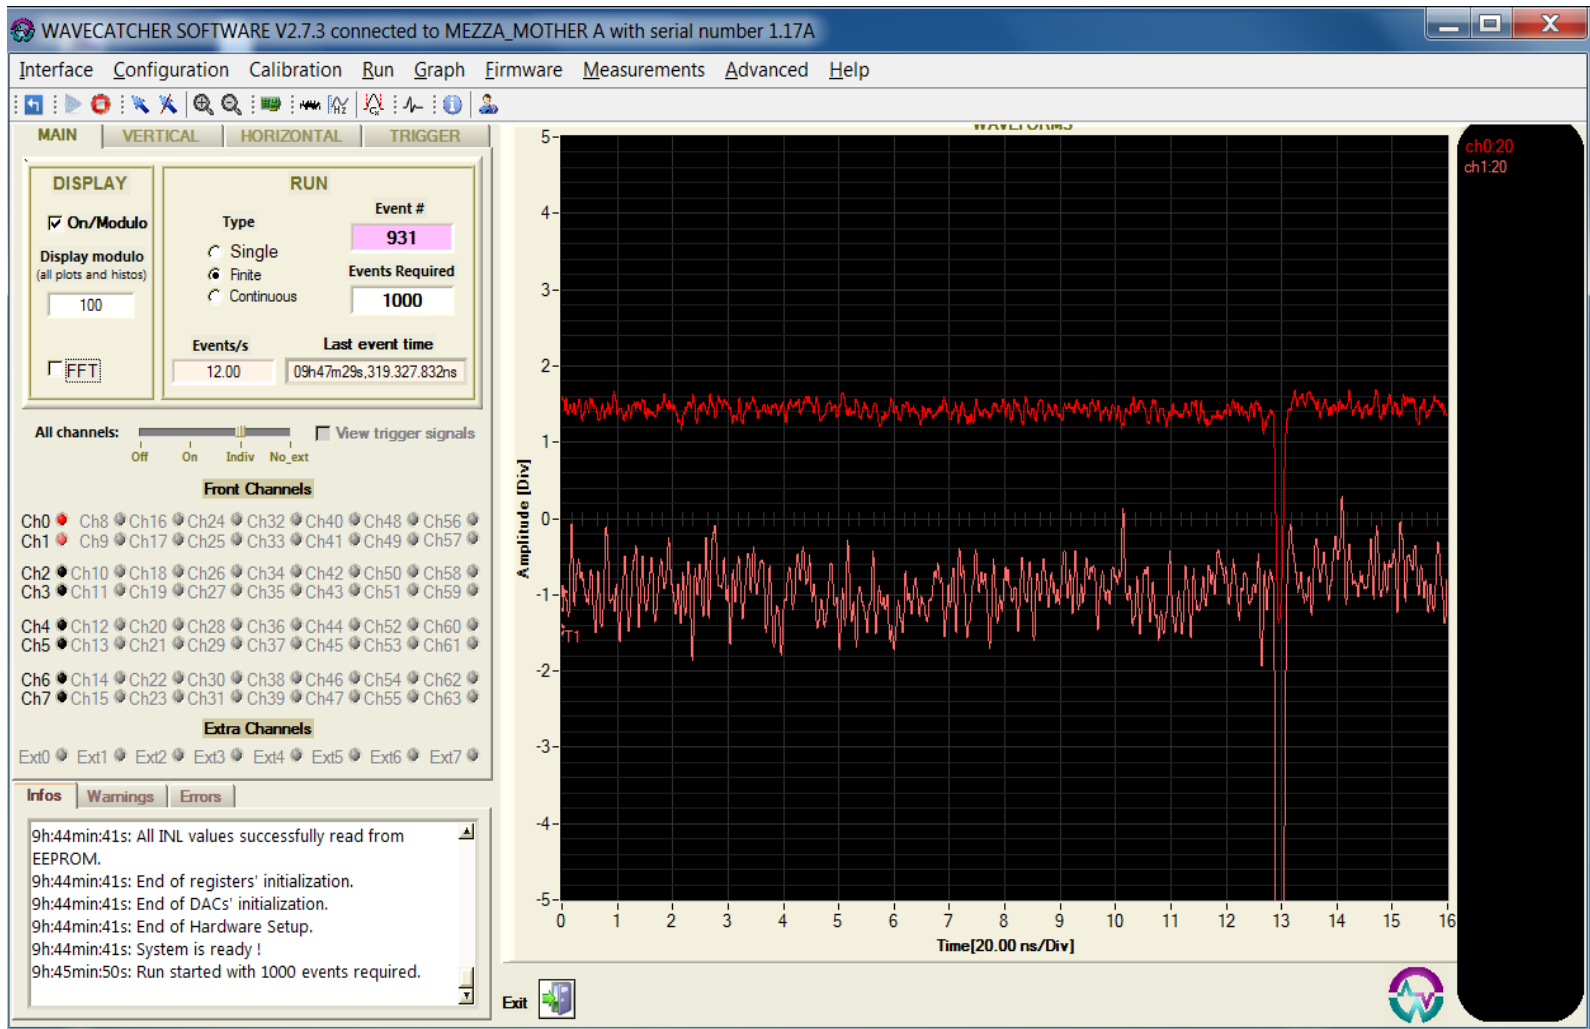 WAVECATCHER SOFTWARE V2.7.3 connected to MEZZA_MOTHER A with serial number 1.17A
Interface Configuration Calibration Run Graph Firmware Measurements Advanced Help
MAIN VERTICAL HORIZONTAL TRIGGER
DISPLAY
On/Modulo
Display modulo
(all plots and histos)
100
FFT
RUN
Type
Single
Finite
Continuous
Event #
931
Events Required
1000
Events/s
12.00
Last event time
09h47m29s,319.327.832ns
All channels:
Off On Indiv No_ext
View trigger signals
Front Channels
Ch0 Ch8 Ch16 Ch24 Ch32 Ch40 Ch48 Ch56
Ch1 Ch9 Ch17 Ch25 Ch33 Ch41 Ch49 Ch57
Ch2 Ch10 Ch18 Ch26 Ch34 Ch42 Ch50 Ch58
Ch3 Ch11 Ch19 Ch27 Ch35 Ch43 Ch51 Ch59
Ch4 Ch12 Ch20 Ch28 Ch36 Ch44 Ch52 Ch60
Ch5 Ch13 Ch21 Ch29 Ch37 Ch45 Ch53 Ch61
Ch6 Ch14 Ch22 Ch30 Ch38 Ch46 Ch54 Ch62
Ch7 Ch15 Ch23 Ch31 Ch39 Ch47 Ch55 Ch63
Extra Channels
Ext0 Ext1 Ext2 Ext3 Ext4 Ext5 Ext6 Ext7
Infos Warnings Errors
9h:44min:41s: All INL values successfully read from
EEPROM.
9h:44min:41s: End of registers' initialization.
9h:44min:41s: End of DACs' initialization.
9h:44min:41s: End of Hardware Setup.
9h:44min:41s: System is ready !
9h:45min:50s: Run started with 1000 events required.
WAVEFORMS
5
4
3
2
1
0
-1
-2
-3
-4
-5
Amplitude [Div]
T1
0 1 2 3 4 5 6 7 8 9 10 11 12 13 14 15 16
Time[20.00 ns/Div]
ch0:20
ch1:20
Exit